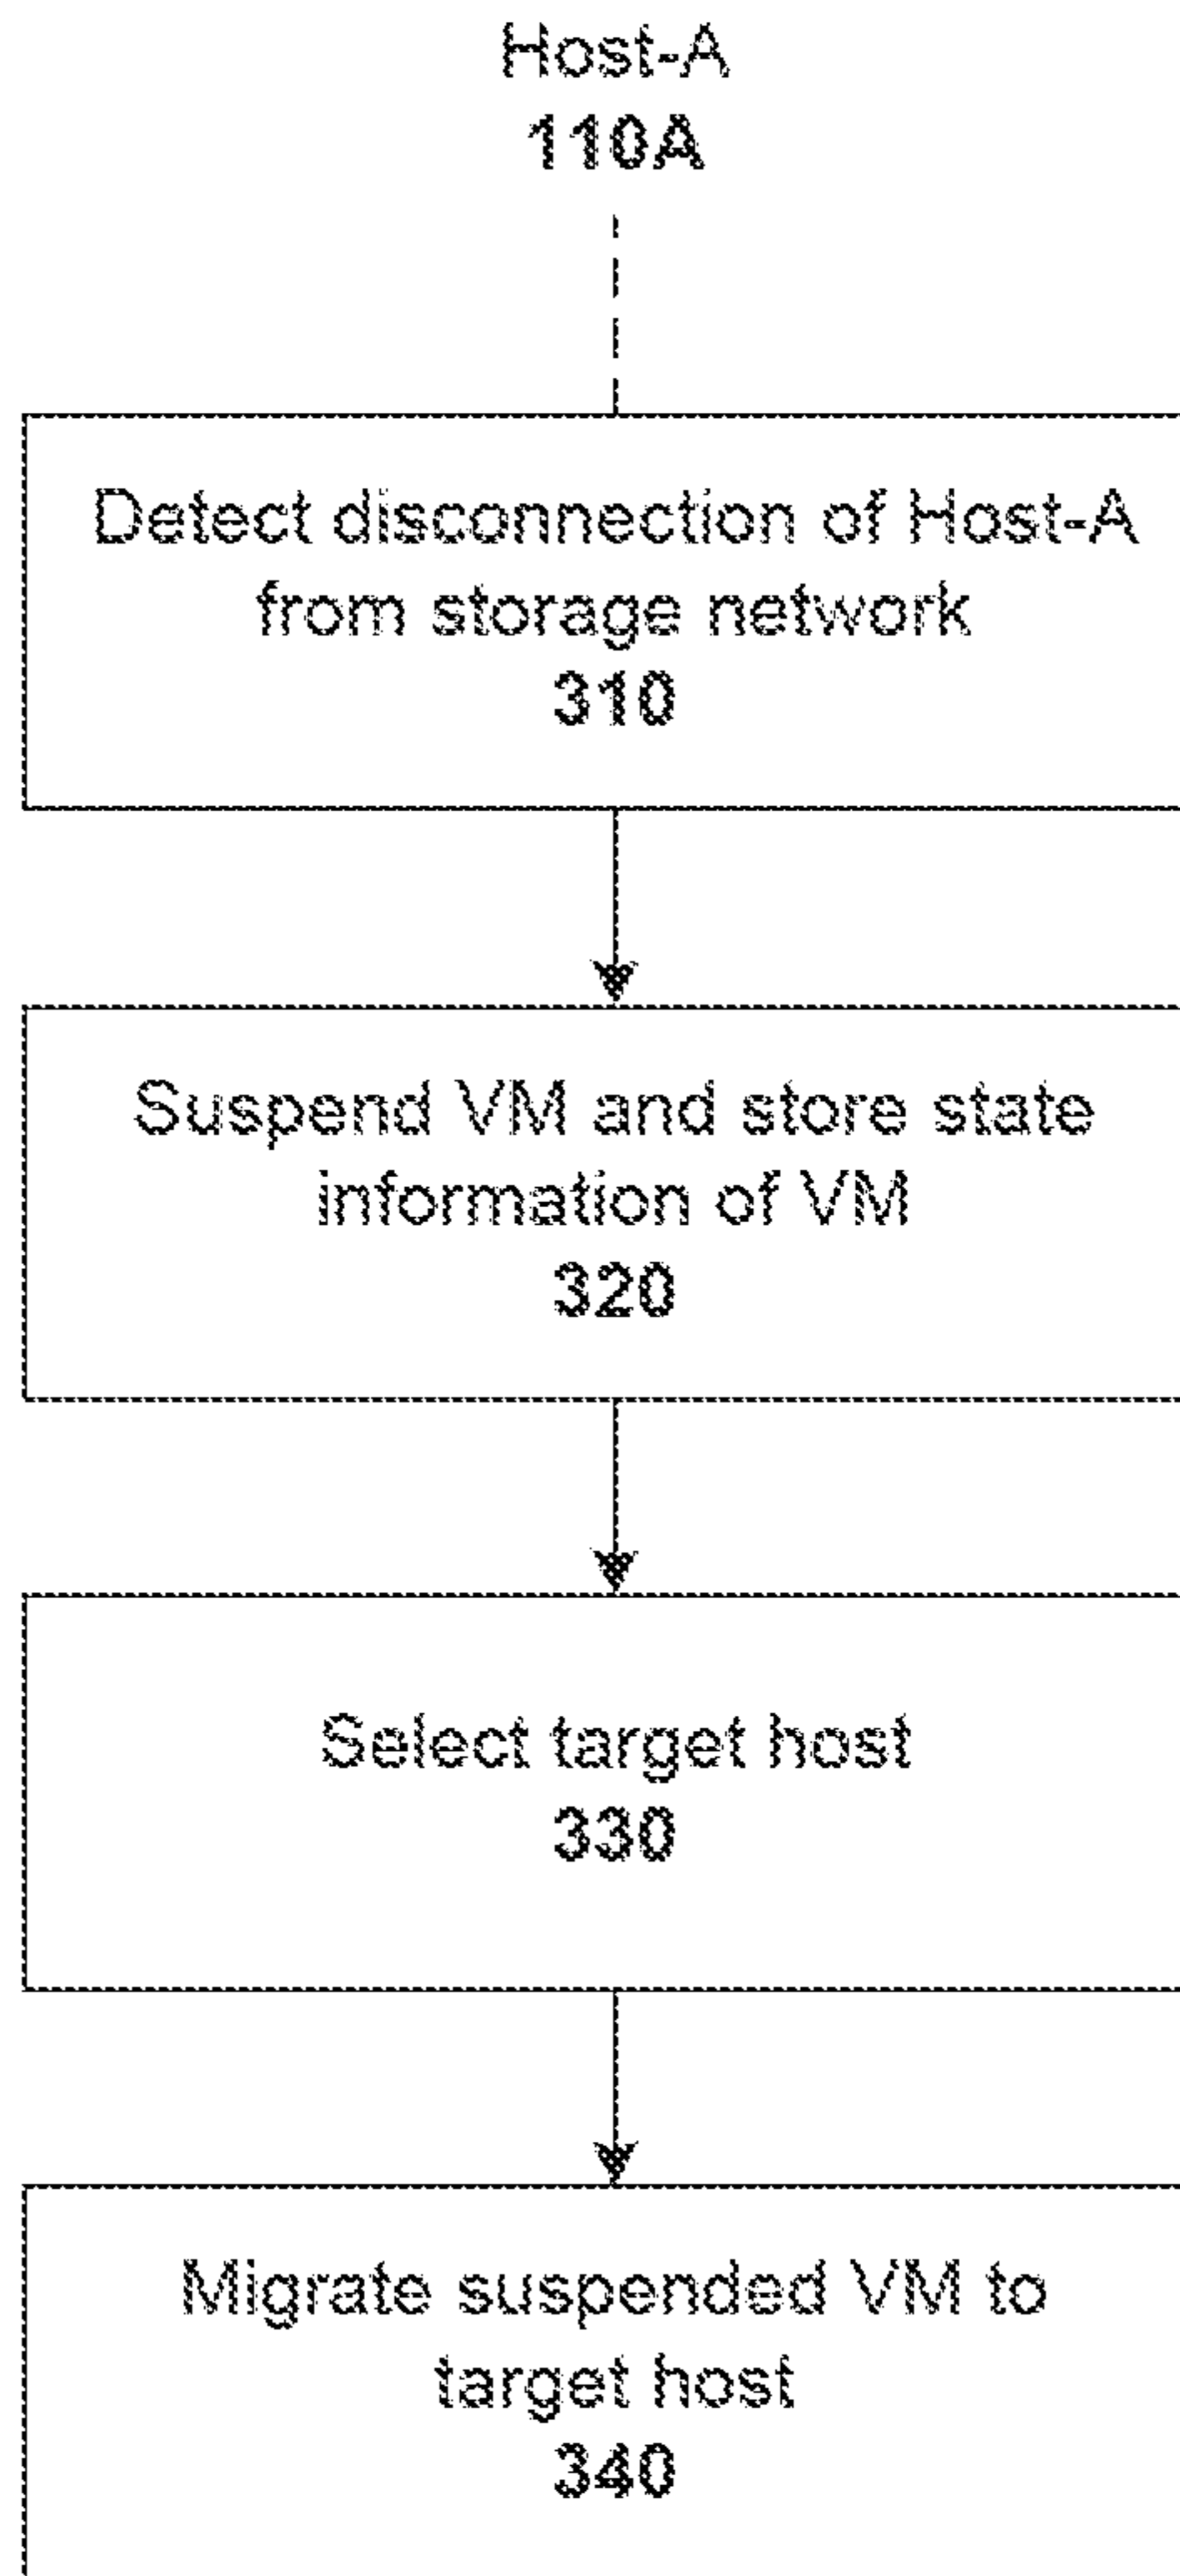 Host-A
110A
Detect disconnection of Host-A
from storage network
310
Suspend VM and store state
information of VM
320
Select target host
330
Migrate suspended VM to
target host
340